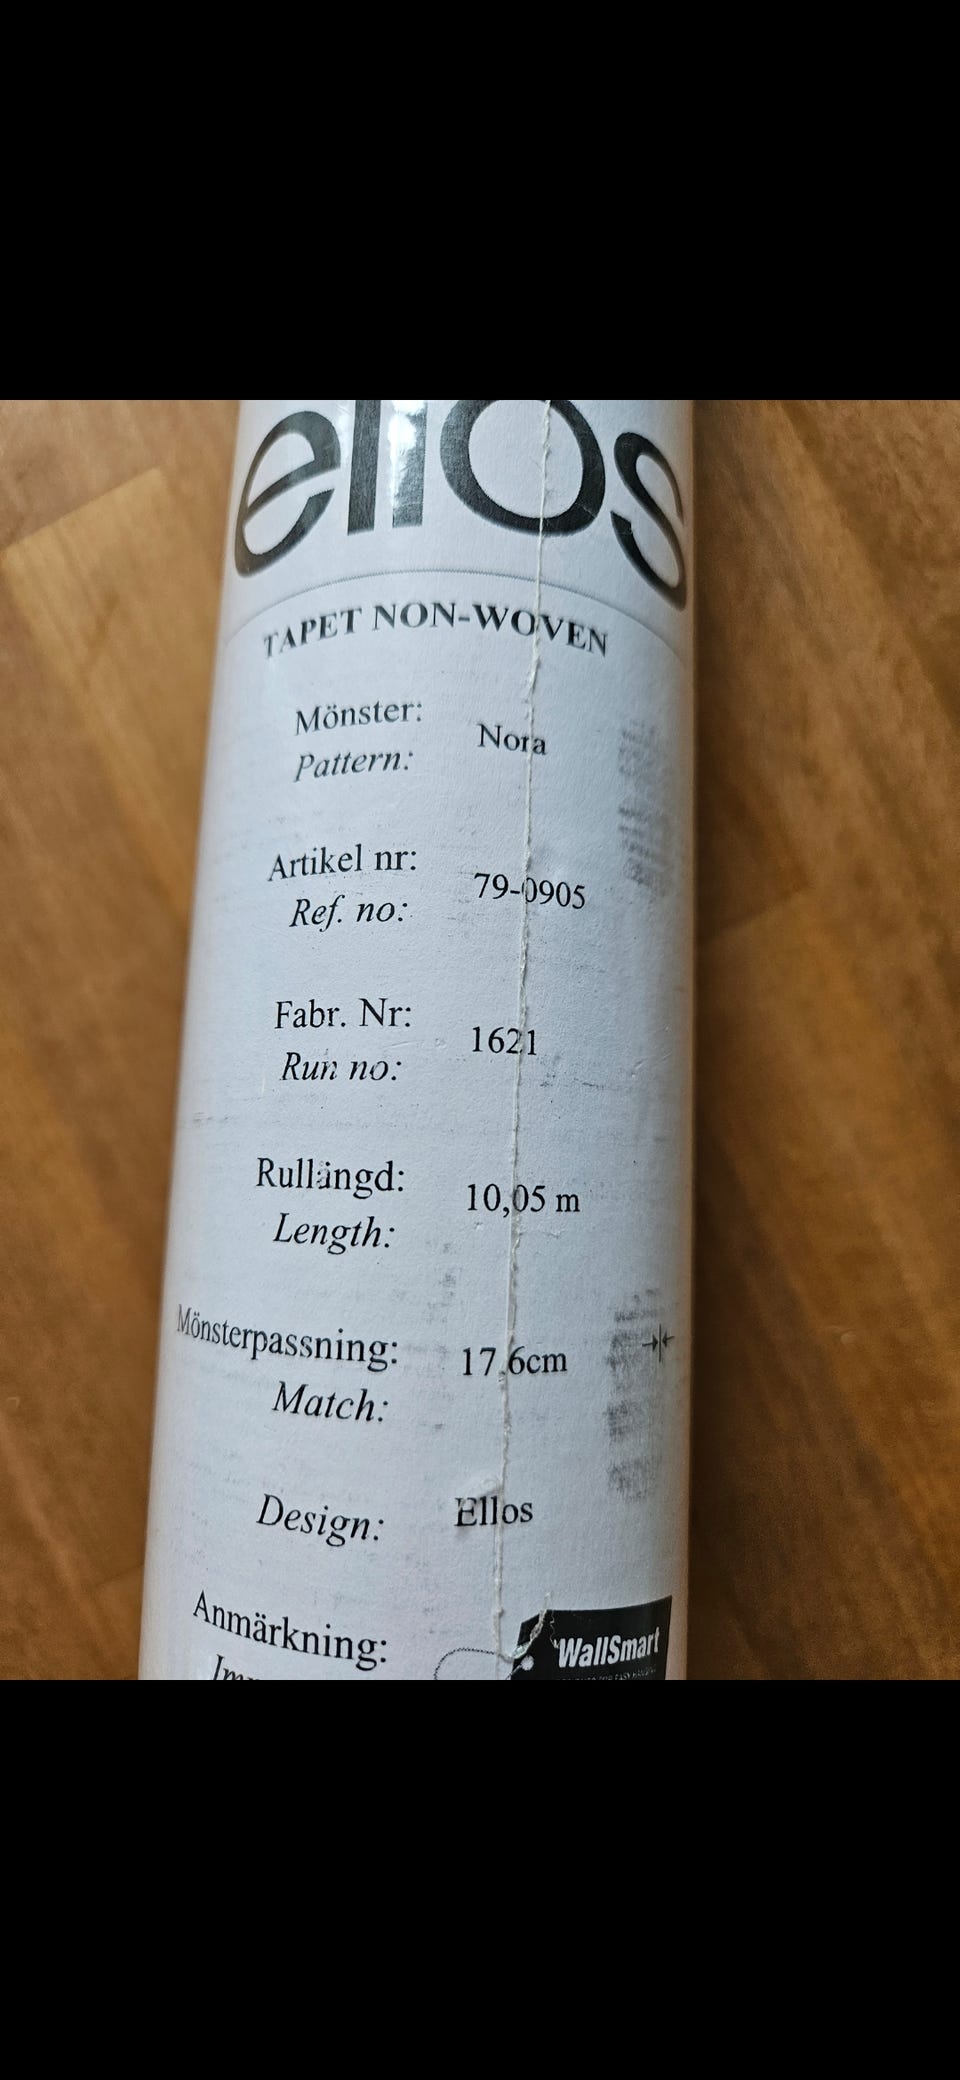 ellos
TAPET NON-WOVEN
Mönster: Nora
Pattern:
Artikel nr: 79-0905
Ref. no:
Fabr. Nr: 1621
Run no:
Rullängd: 10,05 m
Length:
Mönsterpassning: 17,6cm
Match:
Design: Ellos
Anmärkning:
WallSmart